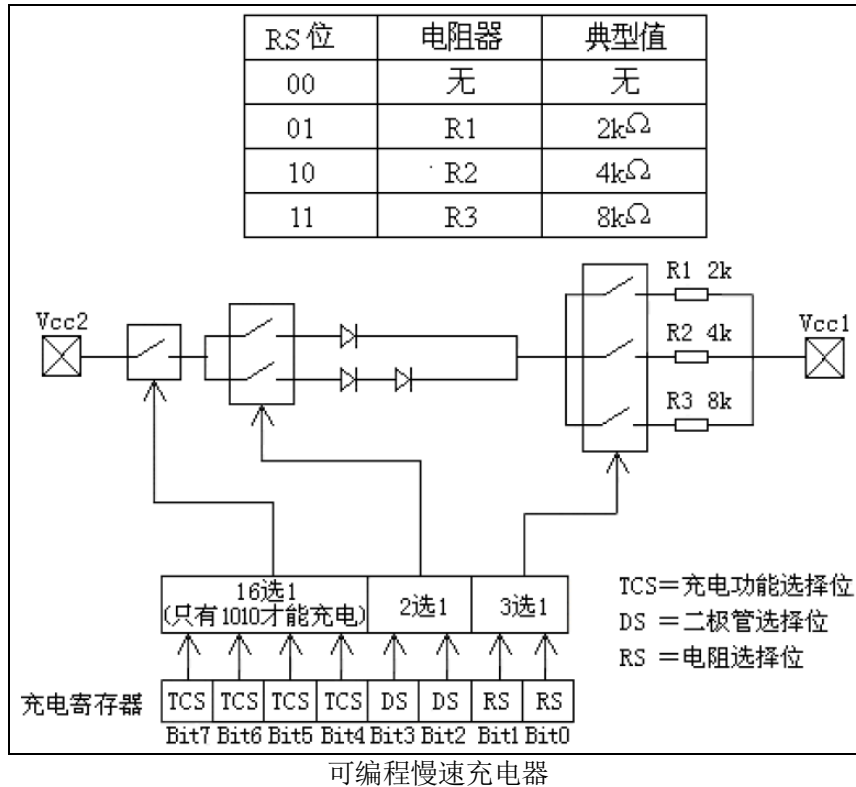 RS位 电阻器 典型值
00 无 无
01 R1 2kΩ
10 R2 4kΩ
11 R3 8kΩ
Vcc2
R1 2k
R2 4k
R3 8k
Vcc1
16选1
(只有1010才能充电)
2选1
3选1
TCS=充电功能选择位
DS =二极管选择位
RS =电阻选择位
充电寄存器 TCS TCS TCS TCS DS DS RS RS
Bit7 Bit6 Bit5 Bit4 Bit3 Bit2 Bit1 Bit0
可编程慢速充电器